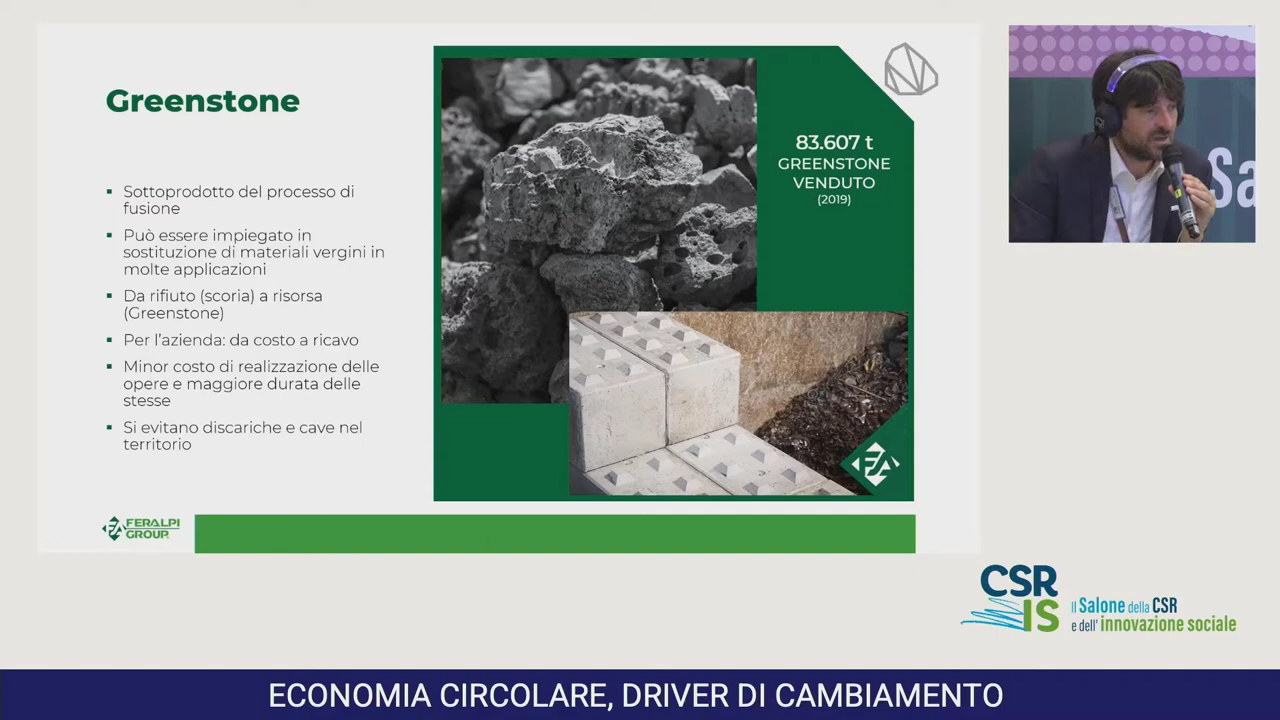 Greenstone
▪ Sottoprodotto del processo di
fusione
▪ Può essere impiegato in
sostituzione di materiali vergini in
molte applicazioni
▪ Da rifiuto (scoria) a risorsa
(Greenstone)
▪ Per l'azienda: da costo a ricavo
▪ Minor costo di realizzazione delle
opere e maggiore durata delle
stesse
▪ Si evitano discariche e cave nel
territorio
83.607 t
GREENSTONE
VENDUTO
(2019)
FERALPI
GROUP
Sa
CSR
IS
Il Salone della CSR
e dell' innovazione sociale
ECONOMIA CIRCOLARE, DRIVER DI CAMBIAMENTO